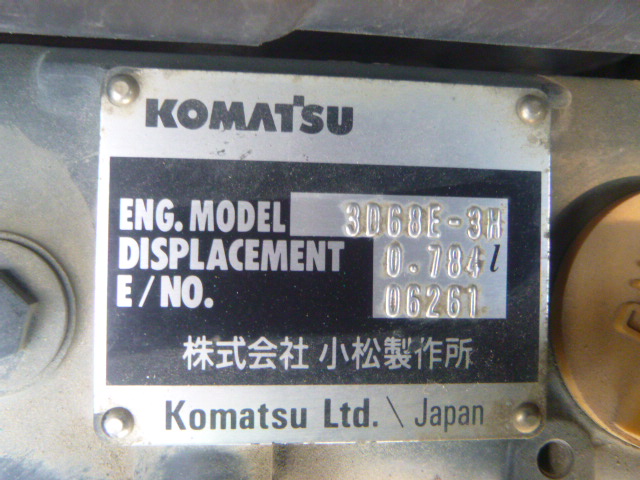 KOMATSU
ENG. MODEL 3D68E-3H
DISPLACEMENT 0.784 l
E/NO. 06261
株式会社 小松製作所
Komatsu Ltd. \ Japan